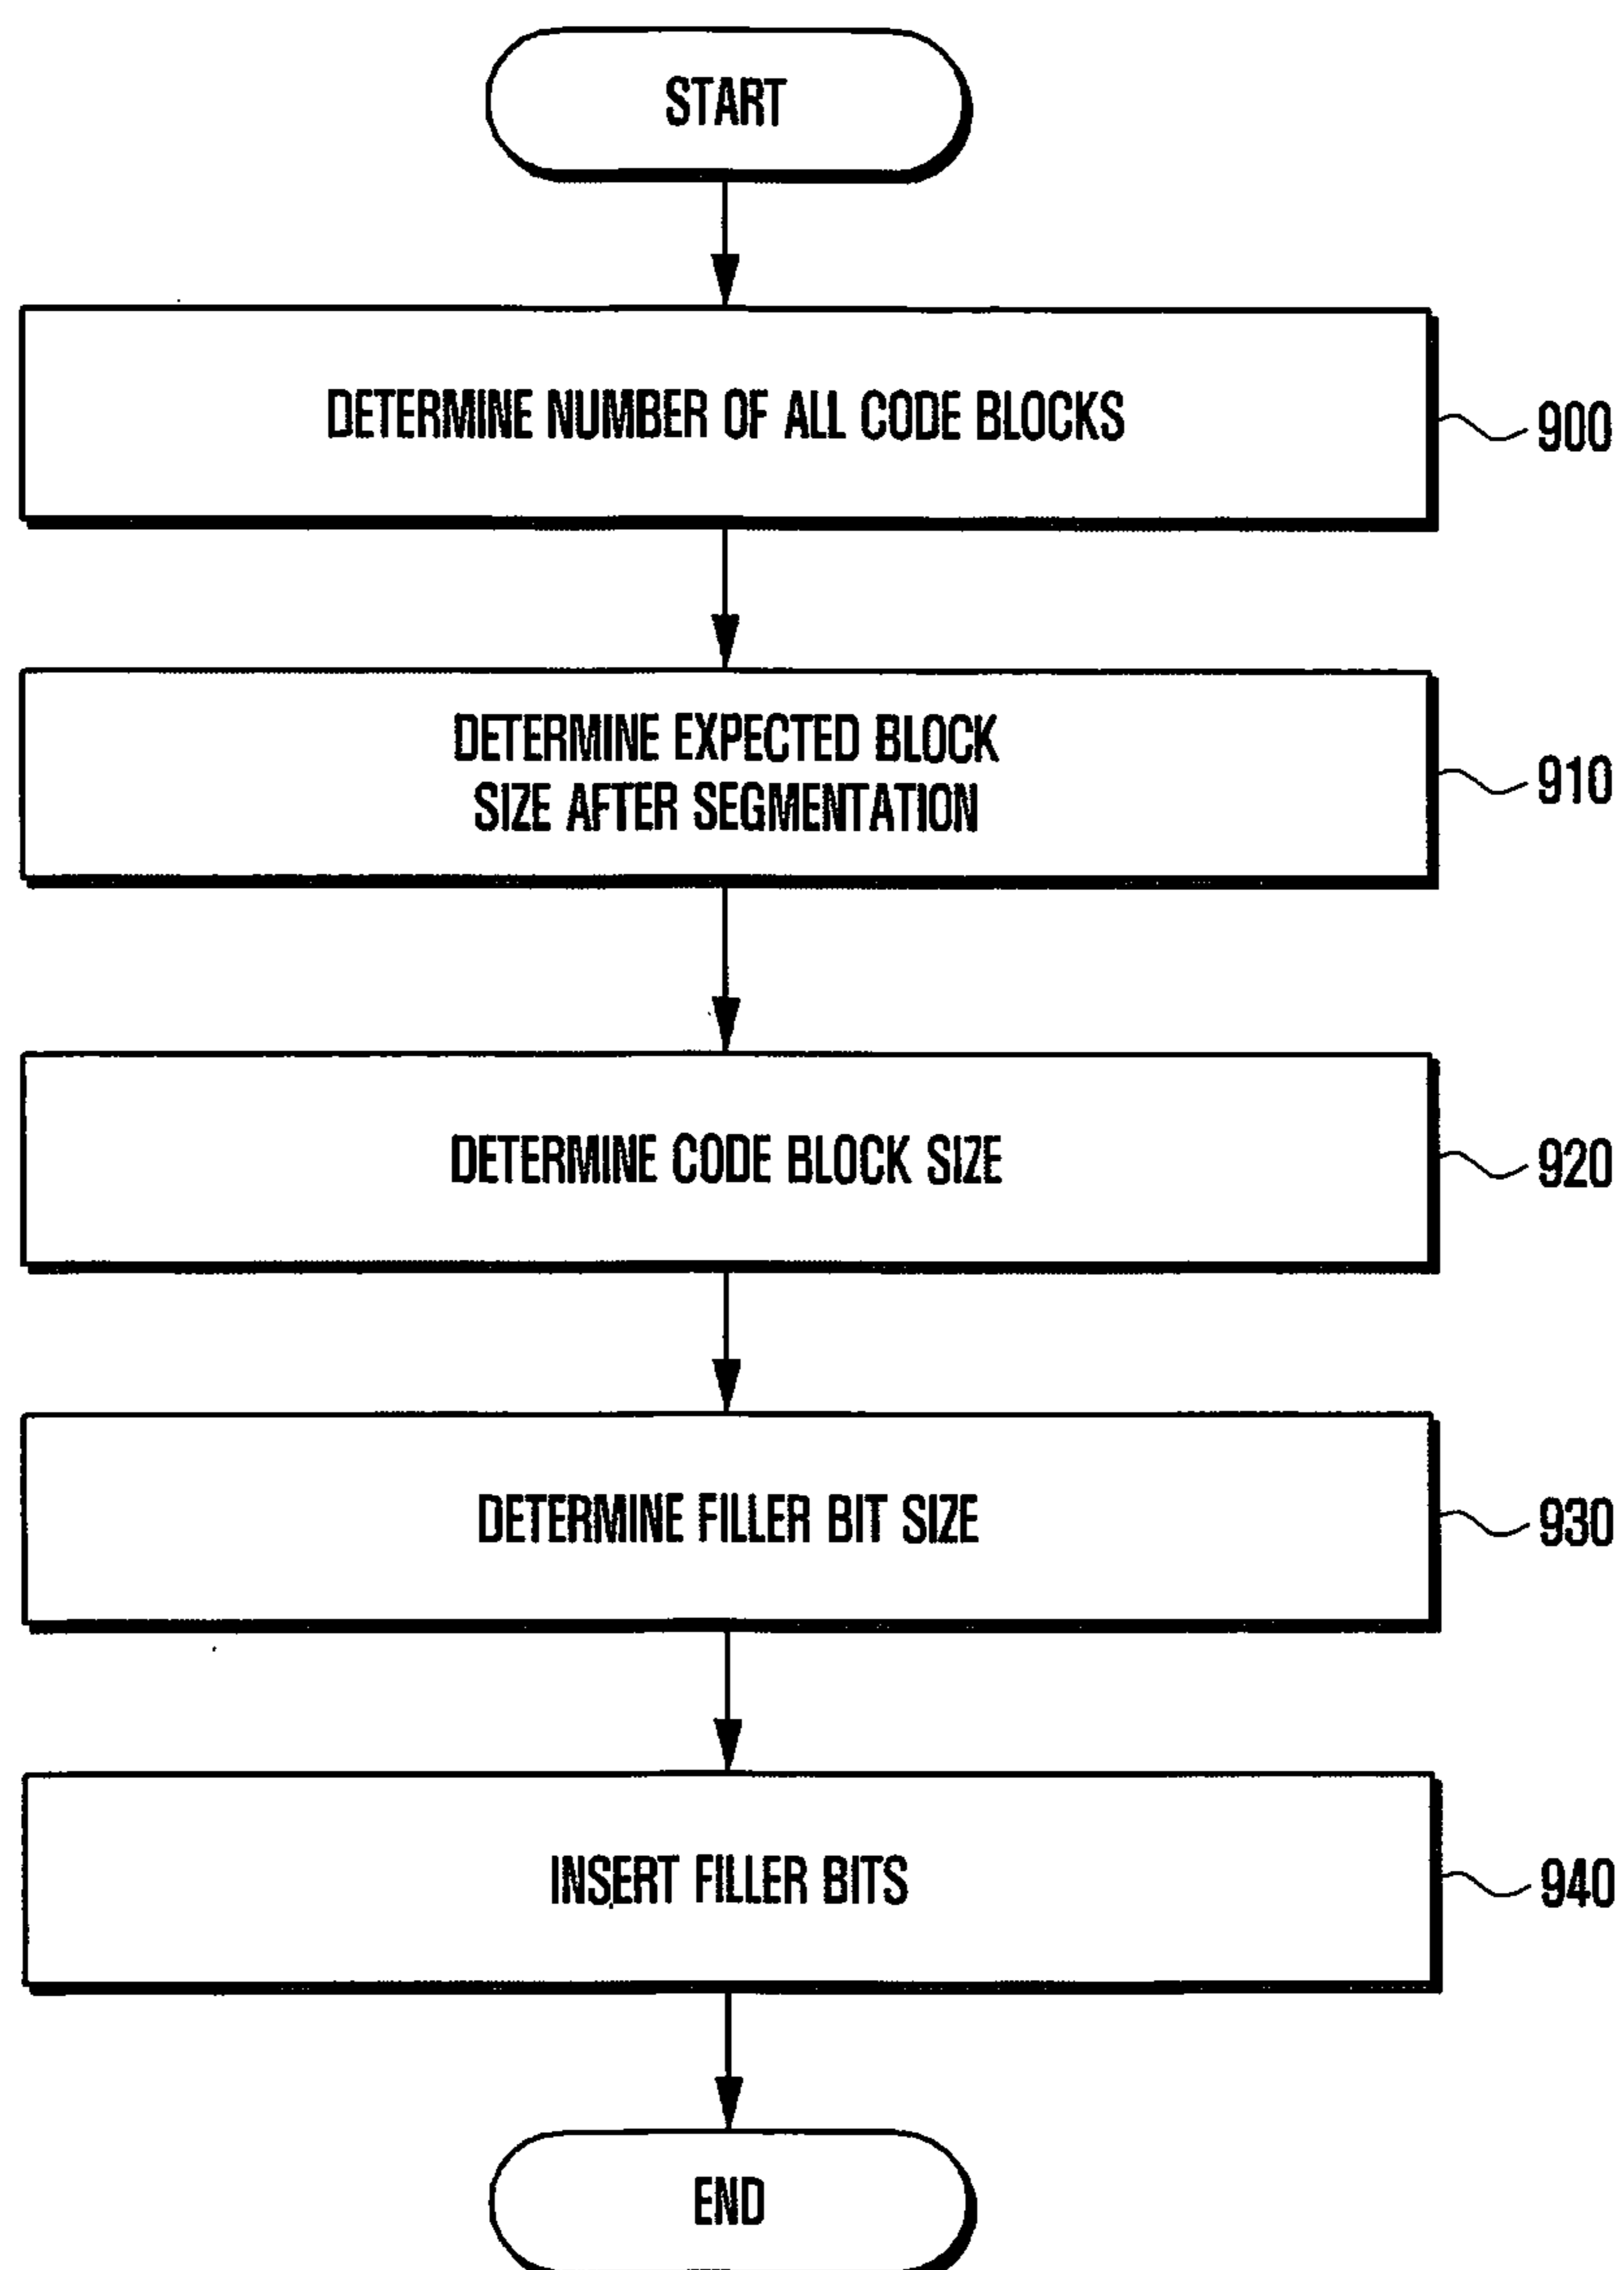 START
DETERMINE NUMBER OF ALL CODE BLOCKS
900
DETERMINE EXPECTED BLOCK
SIZE AFTER SEGMENTATION
910
DETERMINE CODE BLOCK SIZE
920
DETERMINE FILLER BIT SIZE
930
INSERT FILLER BITS
940
END